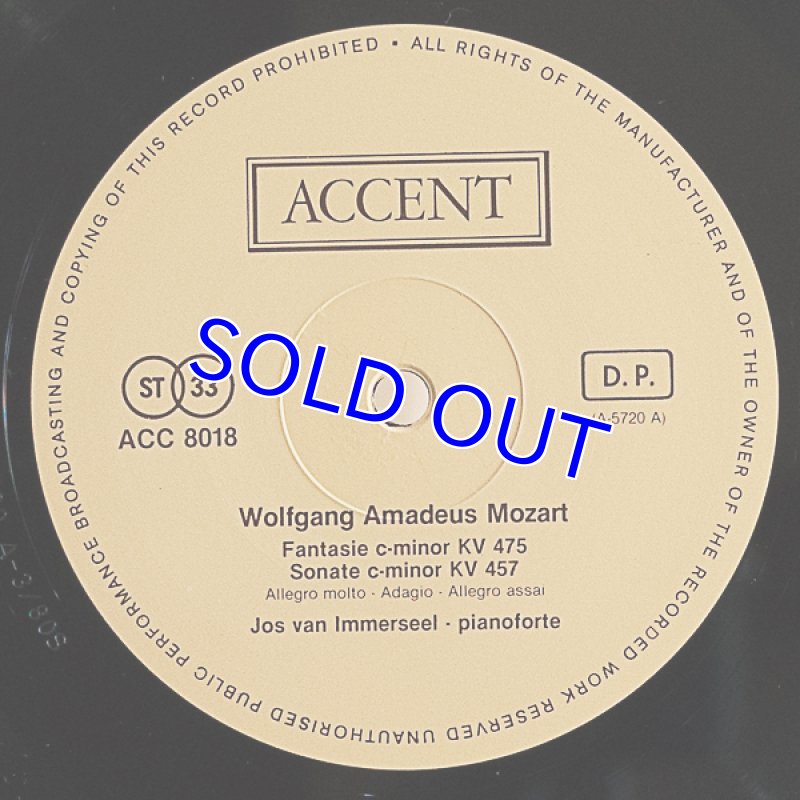 ALL RIGHTS OF THE MANUFACTURER AND OF THE OWNER OF THE RECORDED WORK RESERVED UNAUTHORISED PUBLIC PERFORMANCE BROADCASTING AND COPYING OF THIS RECORD PROHIBITED ▪
ACCENT
ST 33
D. P.
ACC 8018
(A-5720 A)
SOLD OUT
Wolfgang Amadeus Mozart
Fantasie c-minor KV 475
Sonate c-minor KV 457
Allegro molto · Adagio · Allegro assai
Jos van Immerseel · pianoforte